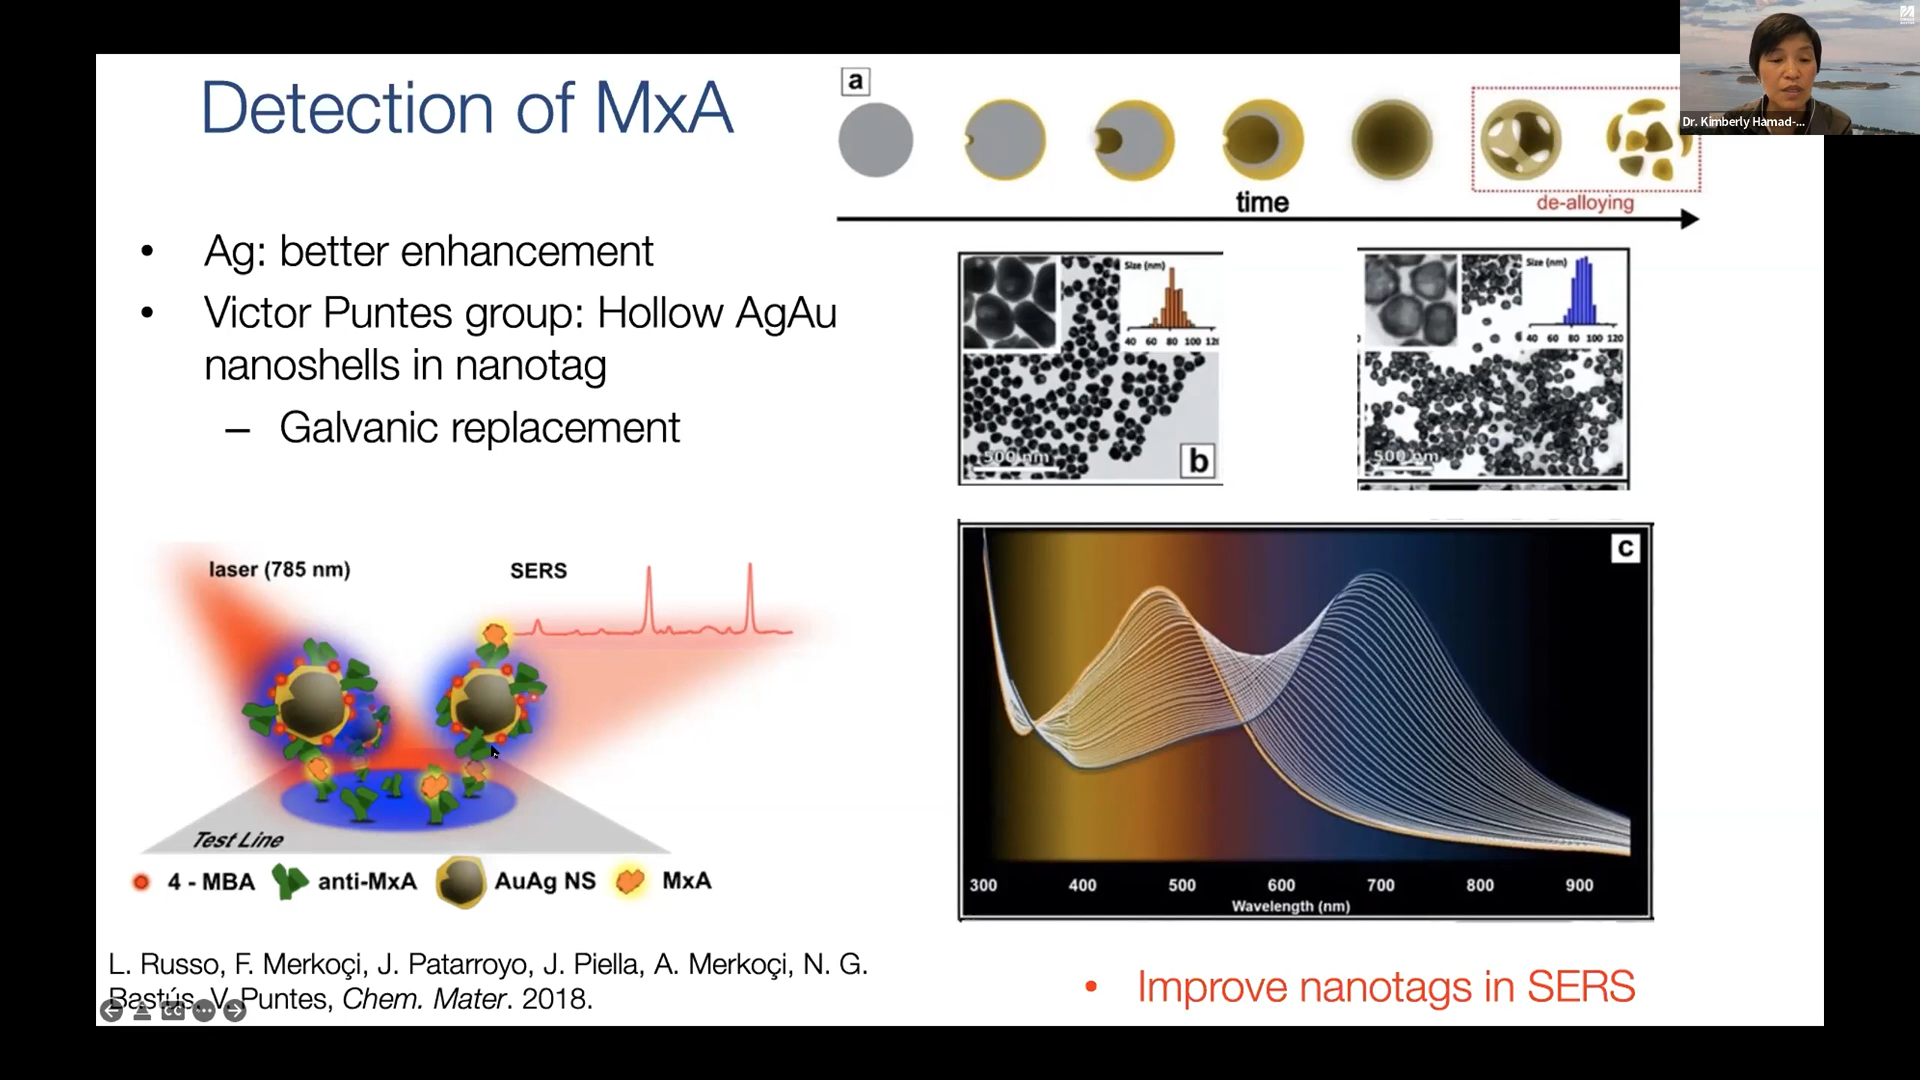 Detection of MxA
• Ag: better enhancement
• Victor Puntes group: Hollow AgAu
nanoshells in nanotag
– Galvanic replacement
a
time
de-alloying
Dr. Kimberly Hamad-...
Size (nm)
40 60 80 100 120
500 nm
b
Size (nm)
40 60 80 100 120
500 nm
laser (785 nm)
SERS
Test Line
4 - MBA
anti-MxA
AuAg NS
MxA
c
300 400 500 600 700 800 900
Wavelength (nm)
L. Russo, F. Merkoçi, J. Patarroyo, J. Piella, A. Merkoçi, N. G.
Bastús, V. Puntes, Chem. Mater. 2018.
CC
• Improve nanotags in SERS